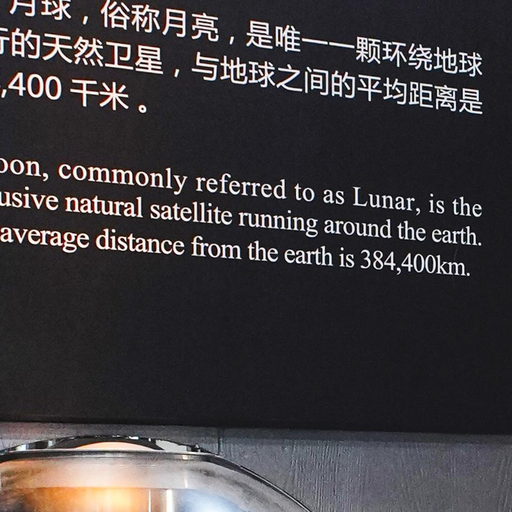 月球，俗称月亮，是唯一一颗环绕地球
行的天然卫星，与地球之间的平均距离是
,400 千米。
oon, commonly referred to as Lunar, is the
usive natural satellite running around the earth.
average distance from the earth is 384,400km.